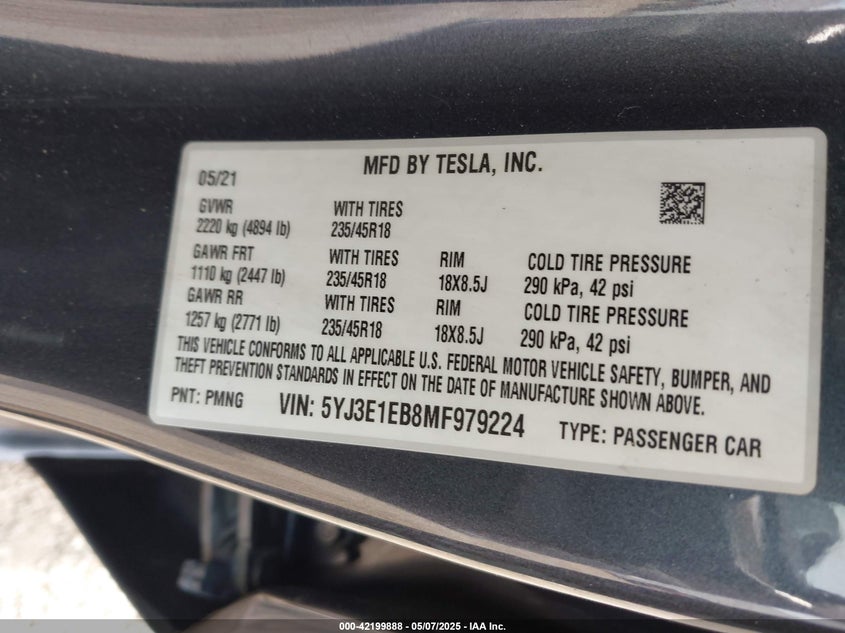 MFD BY TESLA, INC.
05/21
GVWR WITH TIRES
2220 kg (4894 lb) 235/45R18
GAWR FRT WITH TIRES RIM COLD TIRE PRESSURE
1110 kg (2447 lb) 235/45R18 18X8.5J 290 kPa, 42 psi
GAWR RR WITH TIRES RIM COLD TIRE PRESSURE
1257 kg (2771 lb) 235/45R18 18X8.5J 290 kPa, 42 psi
THIS VEHICLE CONFORMS TO ALL APPLICABLE U.S. FEDERAL MOTOR VEHICLE SAFETY, BUMPER, AND
THEFT PREVENTION STANDARDS IN EFFECT ON THE DATE OF MANUFACTURE SHOWN ABOVE.
PNT: PMNG VIN: 5YJ3E1EB8MF979224 TYPE: PASSENGER CAR
000-42199888 - 05/07/2025 - IAA Inc.